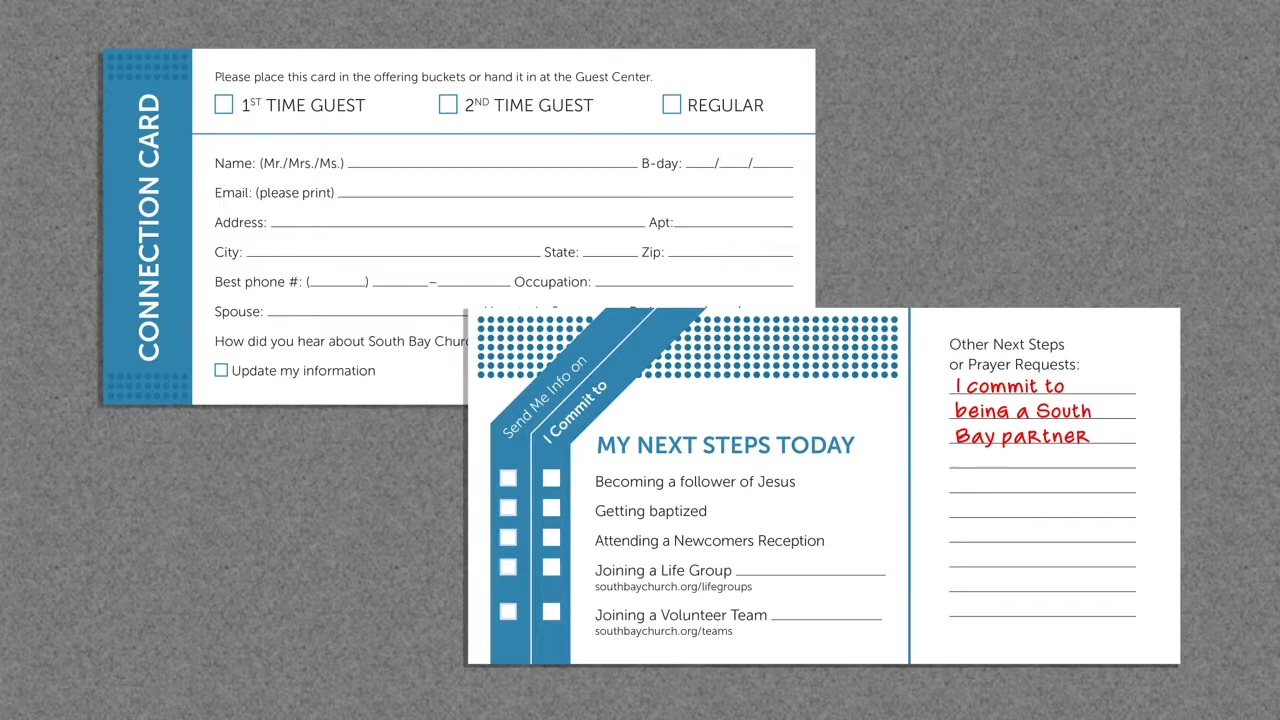 CONNECTION CARD
Please place this card in the offering buckets or hand it in at the Guest Center.
1ST TIME GUEST 2ND TIME GUEST REGULAR
Name: (Mr./Mrs./Ms.) B-day: / /
Email: (please print)
Address: Apt:
City: State: Zip:
Best phone #: ( ) – Occupation:
Spouse:
How did you hear about South Bay
Update my information
Send Me Info on
I Commit to
MY NEXT STEPS TODAY
Becoming a follower of Jesus
Getting baptized
Attending a Newcomers Reception
Joining a Life Group
southbaychurch.org/lifegroups
Joining a Volunteer Team
southbaychurch.org/teams
Other Next Steps
or Prayer Requests:
I commit to
being a South
Bay partner